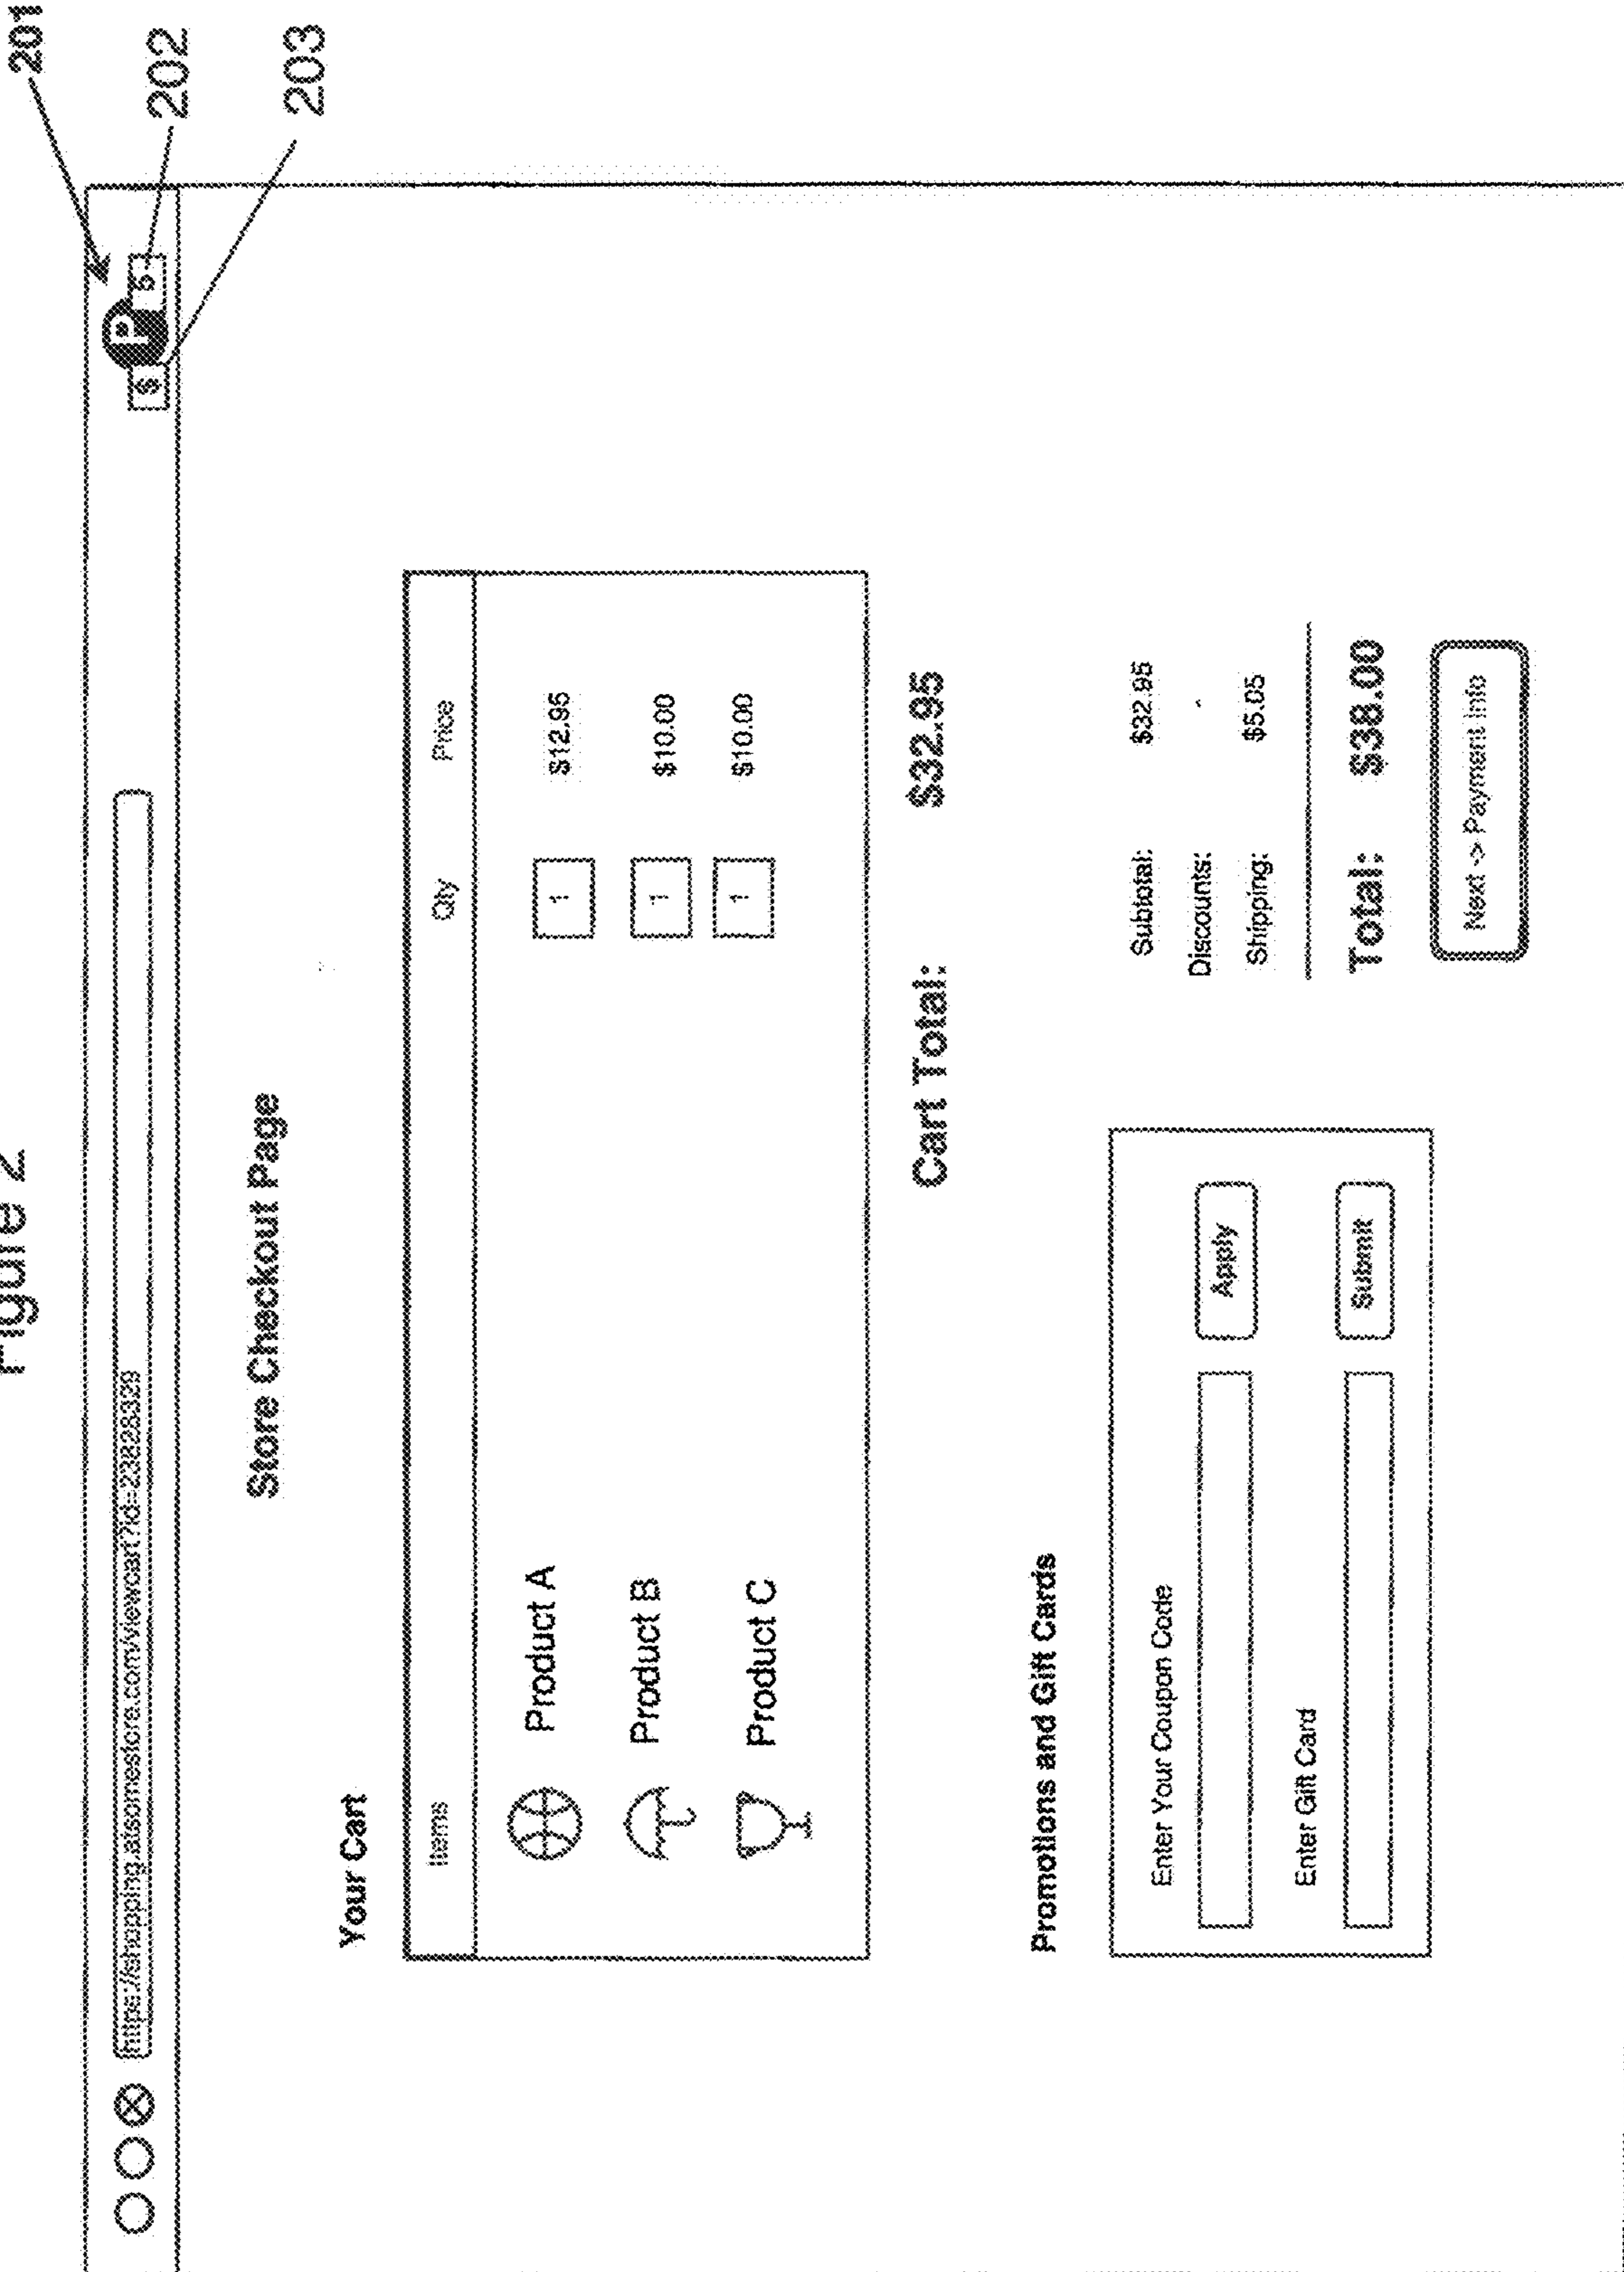 Figure 2
201
202
203
https://shopping.atsomestore.com/viewcart?id=23828329
$ P 5
Store Checkout Page
Your Cart
Items Qty Price
Product A 1 $12.95
Product B 1 $10.00
Product C 1 $10.00
Cart Total: $32.95
Promotions and Gift Cards
Enter Your Coupon Code
Apply
Enter Gift Card
Submit
Subtotal: $32.95
Discounts: -
Shipping: $5.05
Total: $38.00
Next -> Payment Info